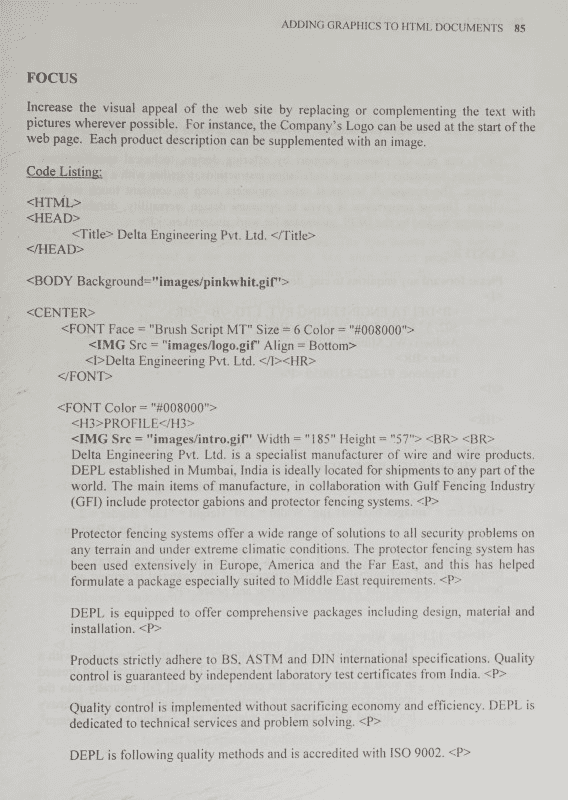 ADDING GRAPHICS TO HTML DOCUMENTS 85
FOCUS
Increase the visual appeal of the web site by replacing or complementing the text with
pictures wherever possible. For instance, the Company's Logo can be used at the start of the
web page. Each product description can be supplemented with an image.
Code Listing:
<HTML>
<HEAD>
<Title> Delta Engineering Pvt. Ltd. </Title>
</HEAD>
<BODY Background="images/pinkwhit.gif">
<CENTER>
<FONT Face = "Brush Script MT" Size = 6 Color = "#008000">
<IMG Src = "images/logo.gif" Align = Bottom>
<I>Delta Engineering Pvt. Ltd. </I><HR>
</FONT>
<FONT Color = "#008000">
<H3>PROFILE</H3>
<IMG Src = "images/intro.gif" Width = "185" Height = "57"> <BR> <BR>
Delta Engineering Pvt. Ltd. is a specialist manufacturer of wire and wire products.
DEPL established in Mumbai, India is ideally located for shipments to any part of the
world. The main items of manufacture, in collaboration with Gulf Fencing Industry
(GFI) include protector gabions and protector fencing systems. <P>
Protector fencing systems offer a wide range of solutions to all security problems on
any terrain and under extreme climatic conditions. The protector fencing system has
been used extensively in Europe, America and the Far East, and this has helped
formulate a package especially suited to Middle East requirements. <P>
DEPL is equipped to offer comprehensive packages including design, material and
installation. <P>
Products strictly adhere to BS, ASTM and DIN international specifications. Quality
control is guaranteed by independent laboratory test certificates from India. <P>
Quality control is implemented without sacrificing economy and efficiency. DEPL is
dedicated to technical services and problem solving. <P>
DEPL is following quality methods and is accredited with ISO 9002. <P>